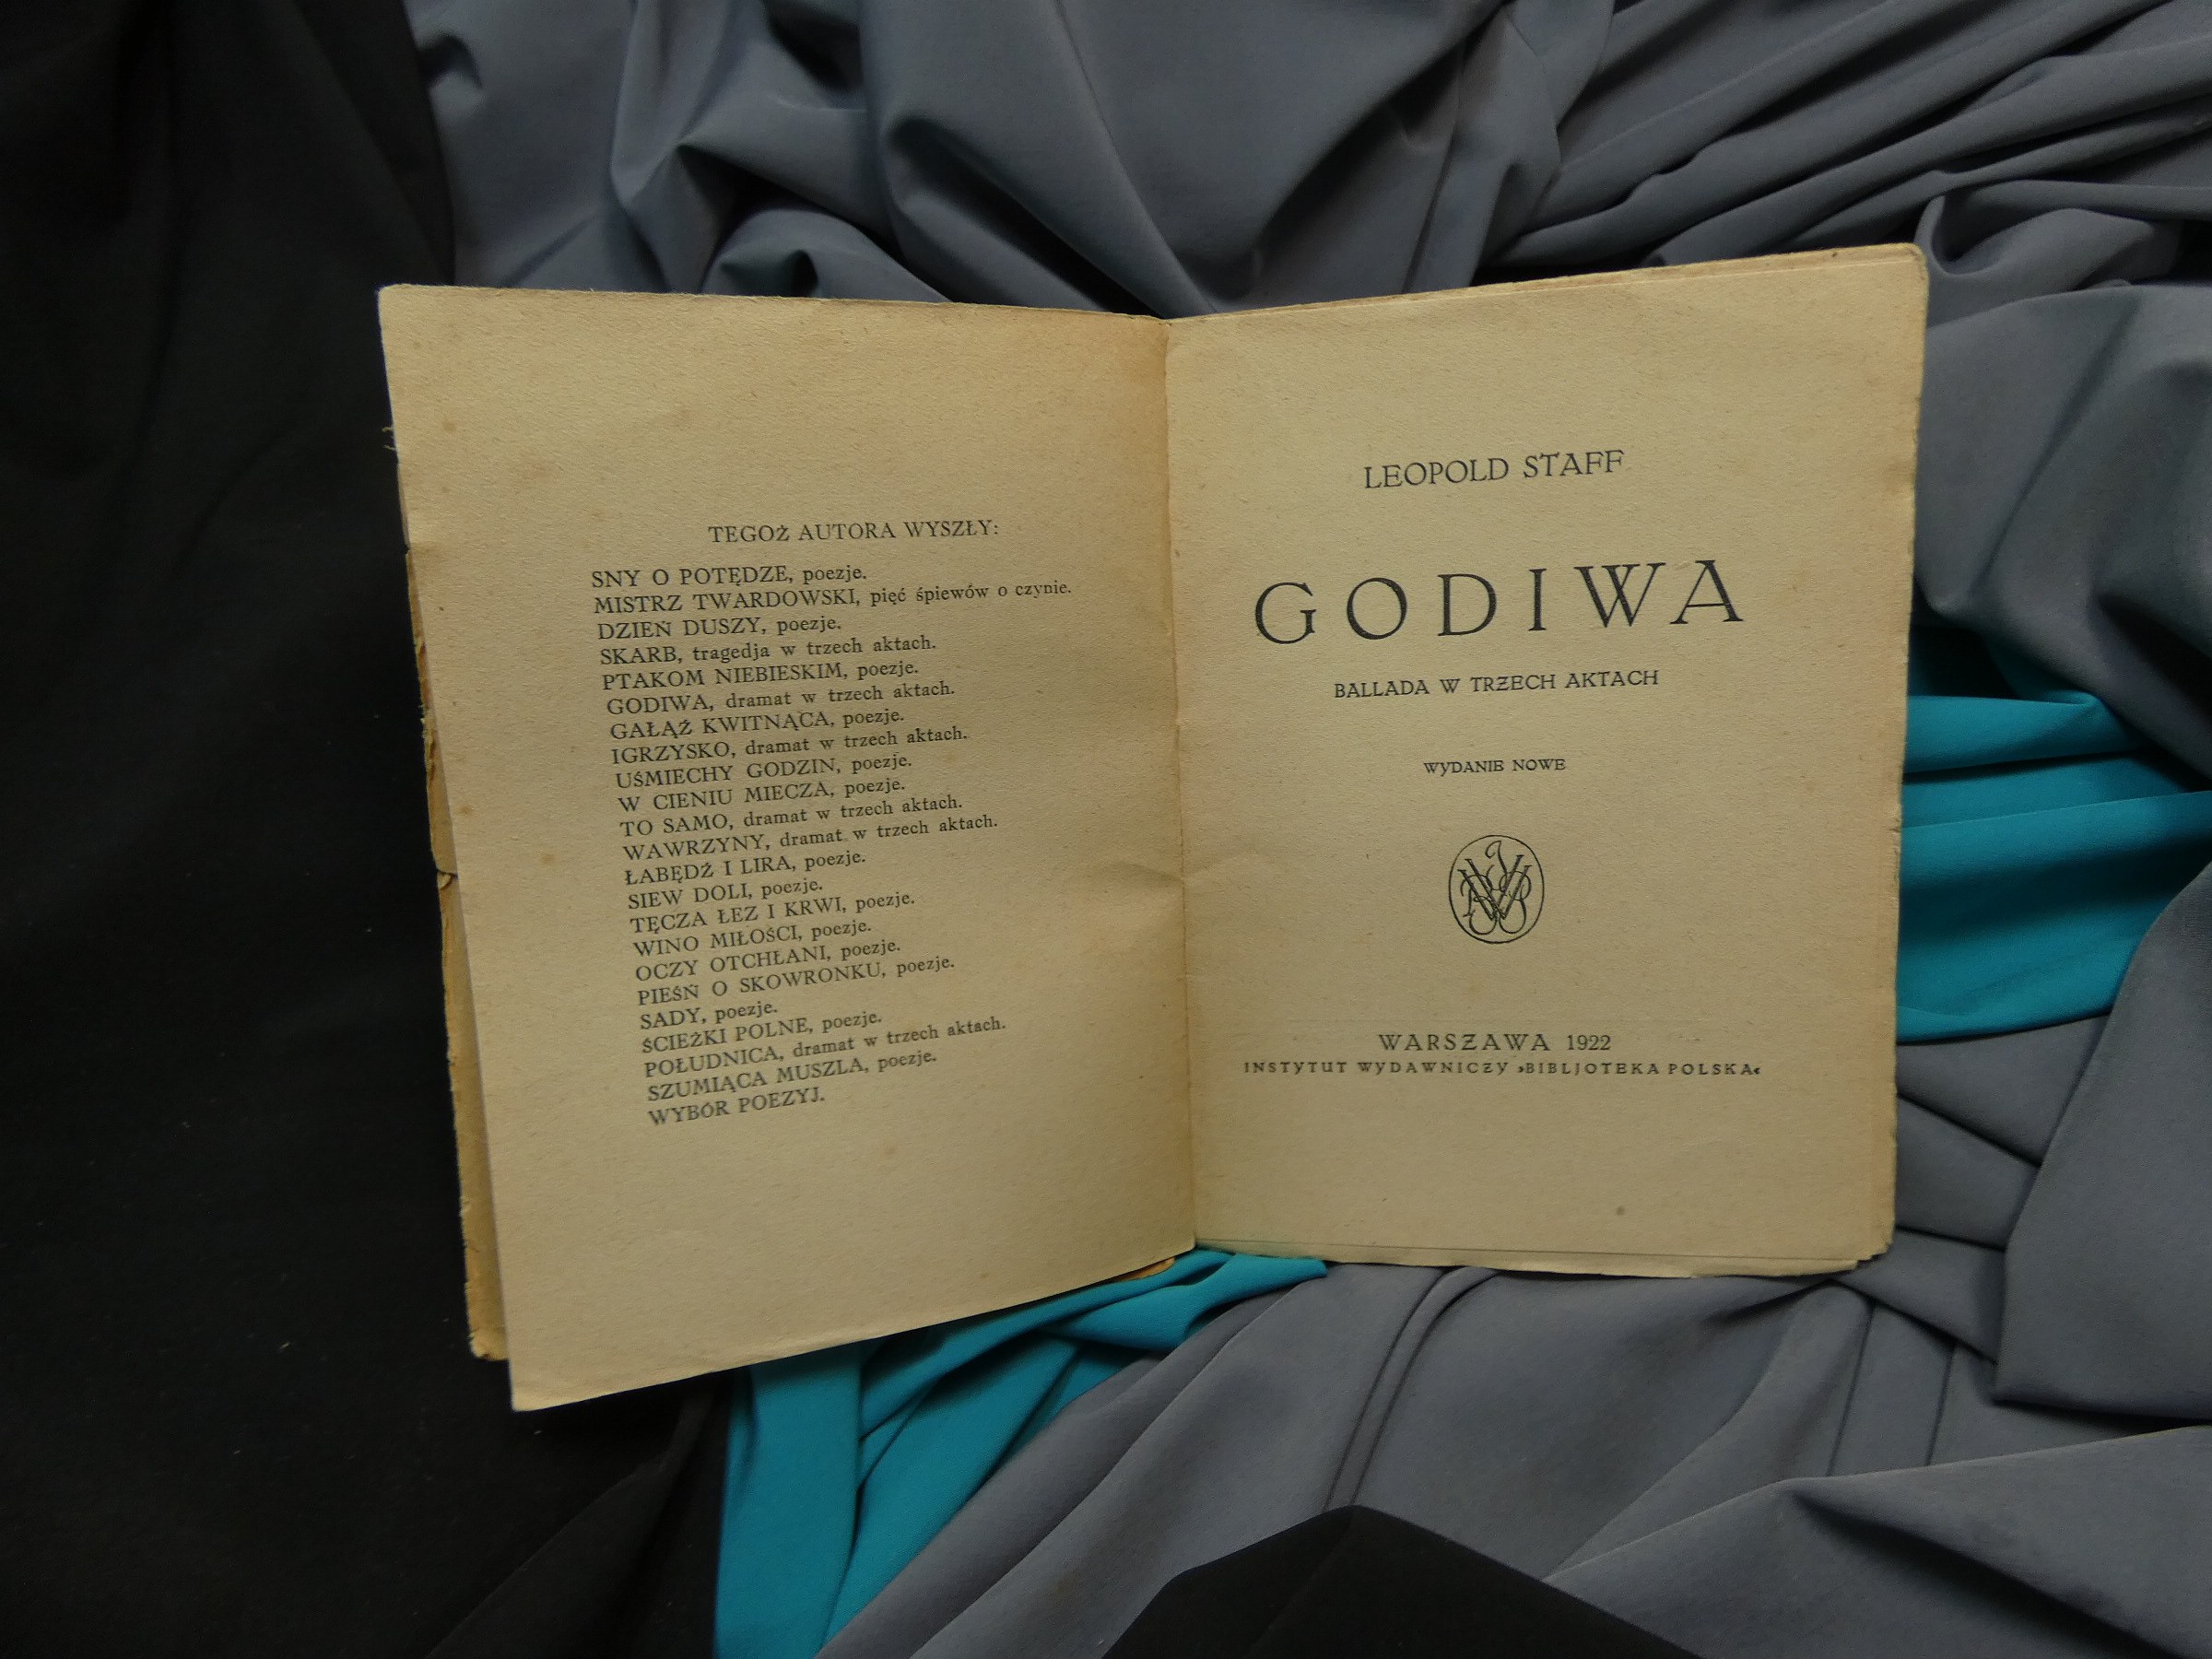 TEGOŻ AUTORA WYSZŁY:
SNY O POTĘDZE, poezje.
MISTRZ TWARDOWSKI, pięć śpiewów o czynie.
DZIEŃ DUSZY, poezje.
SKARB, tragedja w trzech aktach.
PTAKOM NIEBIESKIM, poezje.
GODIWA, dramat w trzech aktach.
GAŁĄŹ KWITNĄCA, poezje.
IGRZYSKO, dramat w trzech aktach.
UŚMIECHY GODZIN, poezje.
W CIENIU MIECZA, poezje.
TO SAMO, dramat w trzech aktach.
WAWRZYNY, dramat w trzech aktach.
ŁABĘDŹ I LIRA, poezje.
SIEW DOLI, poezje.
TĘCZA ŁEZ I KRWI, poezje.
WINO MIŁOŚCI, poezje.
OCZY OTCHŁANI, poezje.
PIEŚŃ O SKOWRONKU, poezje.
SADY, poezje.
ŚCIEŻKI POLNE, poezje.
POŁUDNICA, dramat w trzech aktach.
SZUMIĄCA MUSZLA, poezje.
WYBÓR POEZYJ.
LEOPOLD STAFF
GODIWA
BALLADA W TRZECH AKTACH
WYDANIE NOWE
WARSZAWA 1922
INSTYTUT WYDAWNICZY »BIBLJOTEKA POLSKA«